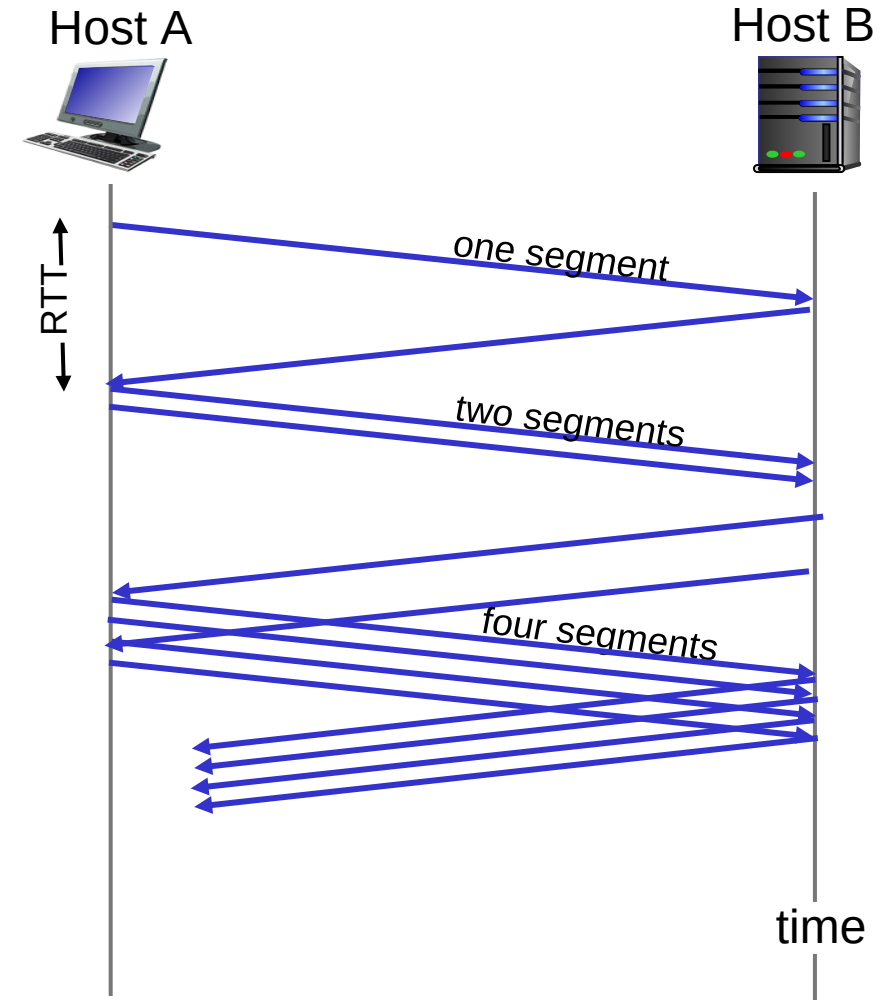 Host A
Host B
one segment
RTT
two segments
four segments
time